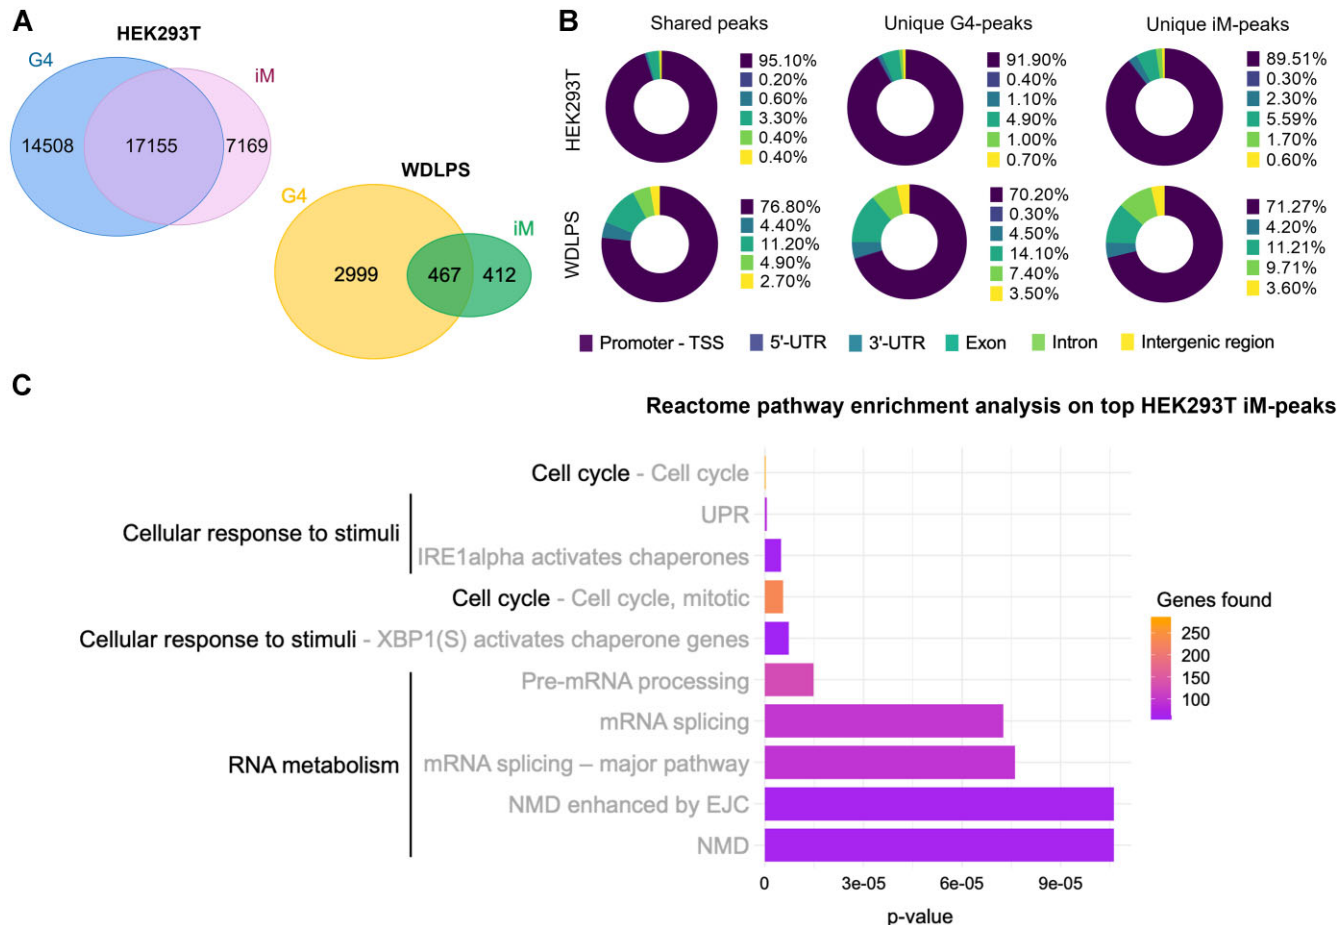 A
HEK293T
G4
iM
14508
17155
7169
WDLPS
G4
iM
2999
467
412
B
Shared peaks
Unique G4-peaks
Unique iM-peaks
HEK293T
95.10%
0.20%
0.60%
3.30%
0.40%
0.40%
91.90%
0.40%
1.10%
4.90%
1.00%
0.70%
89.51%
0.30%
2.30%
5.59%
1.70%
0.60%
WDLPS
76.80%
4.40%
11.20%
4.90%
2.70%
70.20%
0.30%
4.50%
14.10%
7.40%
3.50%
71.27%
4.20%
11.21%
9.71%
3.60%
Promoter - TSS
5'-UTR
3'-UTR
Exon
Intron
Intergenic region
C
Reactome pathway enrichment analysis on top HEK293T iM-peaks
Cell cycle - Cell cycle
Cellular response to stimuli
UPR
IRE1alpha activates chaperones
Cell cycle - Cell cycle, mitotic
Cellular response to stimuli - XBP1(S) activates chaperone genes
RNA metabolism
Pre-mRNA processing
mRNA splicing
mRNA splicing – major pathway
NMD enhanced by EJC
NMD
0
3e-05
6e-05
9e-05
p-value
Genes found
250
200
150
100